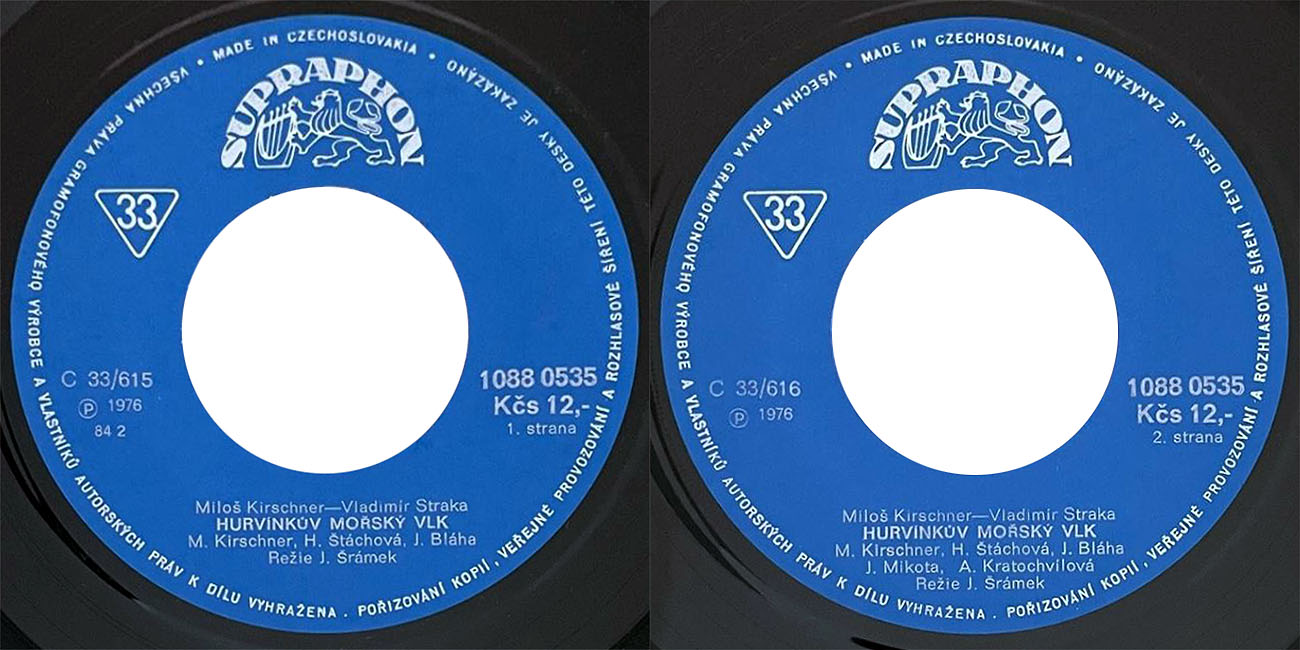 VŠECHNA PRÁVA GRAMOFONOVÉHO VÝROBCE A VLASTNÍKŮ AUTORSKÝCH PRÁV K DÍLU VYHRAŽENA . POŘIZOVÁNÍ KOPIÍ, VEŘEJNÉ PROVOZOVÁNÍ A ROZHLASOVÉ ŠÍŘENÍ TÉTO DESKY JE ZAKÁZÁNO • MADE IN CZECHOSLOVAKIA •
SUPRAPHON
33
C 33/615
Ⓟ 1976
84 2
1088 0535
Kčs 12,-
1. strana
Miloš Kirschner—Vladimír Straka
HURVÍNKŮV MOŘSKÝ VLK
M. Kirschner, H. Štáchová, J. Bláha
Režie J. Šrámek
VŠECHNA PRÁVA GRAMOFONOVÉHO VÝROBCE A VLASTNÍKŮ AUTORSKÝCH PRÁV K DÍLU VYHRAŽENA . POŘIZOVÁNÍ KOPIÍ, VEŘEJNÉ PROVOZOVÁNÍ A ROZHLASOVÉ ŠÍŘENÍ TÉTO DESKY JE ZAKÁZÁNO • MADE IN CZECHOSLOVAKIA •
SUPRAPHON
33
C 33/616
Ⓟ 1976
1088 0535
Kčs 12,-
2. strana
Miloš Kirschner—Vladimír Straka
HURVÍNKŮV MOŘSKÝ VLK
M. Kirschner, H. Štáchová, J. Bláha
J. Mikota, A. Kratochvílová
Režie J. Šrámek